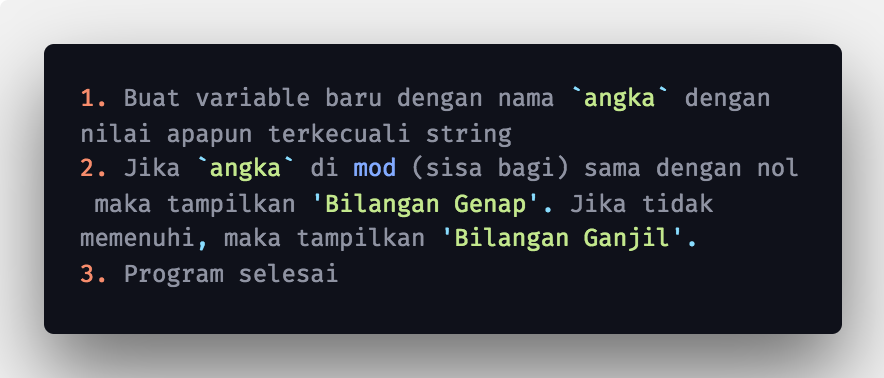 1. Buat variable baru dengan nama `angka` dengan
nilai apapun terkecuali string
2. Jika `angka` di mod (sisa bagi) sama dengan nol
maka tampilkan 'Bilangan Genap'. Jika tidak
memenuhi, maka tampilkan 'Bilangan Ganjil'.
3. Program selesai